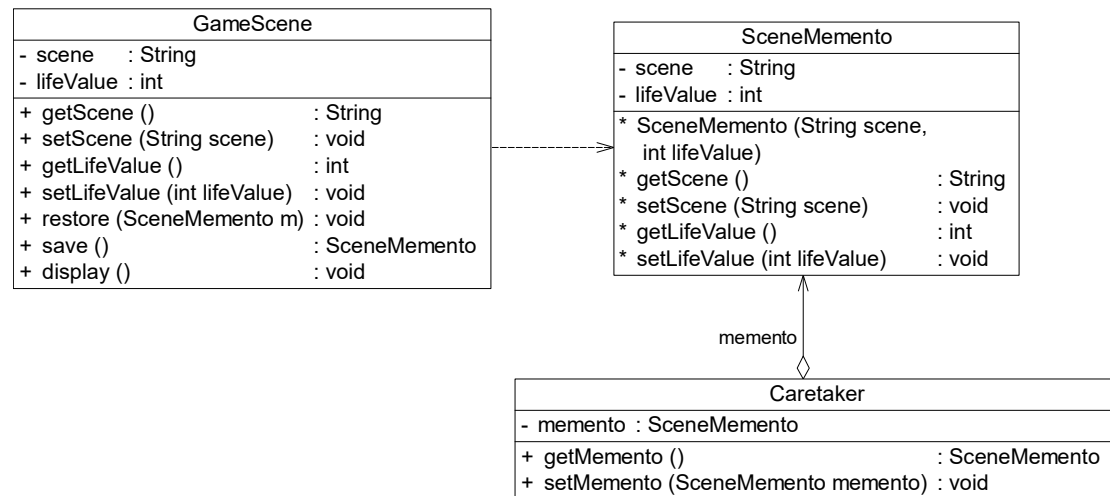 GameScene
- scene : String
- lifeValue : int
+ getScene () : String
+ setScene (String scene) : void
+ getLifeValue () : int
+ setLifeValue (int lifeValue) : void
+ restore (SceneMemento m) : void
+ save () : SceneMemento
+ display () : void
SceneMemento
- scene : String
- lifeValue : int
* SceneMemento (String scene,
int lifeValue)
* getScene () : String
* setScene (String scene) : void
* getLifeValue () : int
* setLifeValue (int lifeValue) : void
memento
Caretaker
- memento : SceneMemento
+ getMemento () : SceneMemento
+ setMemento (SceneMemento memento) : void